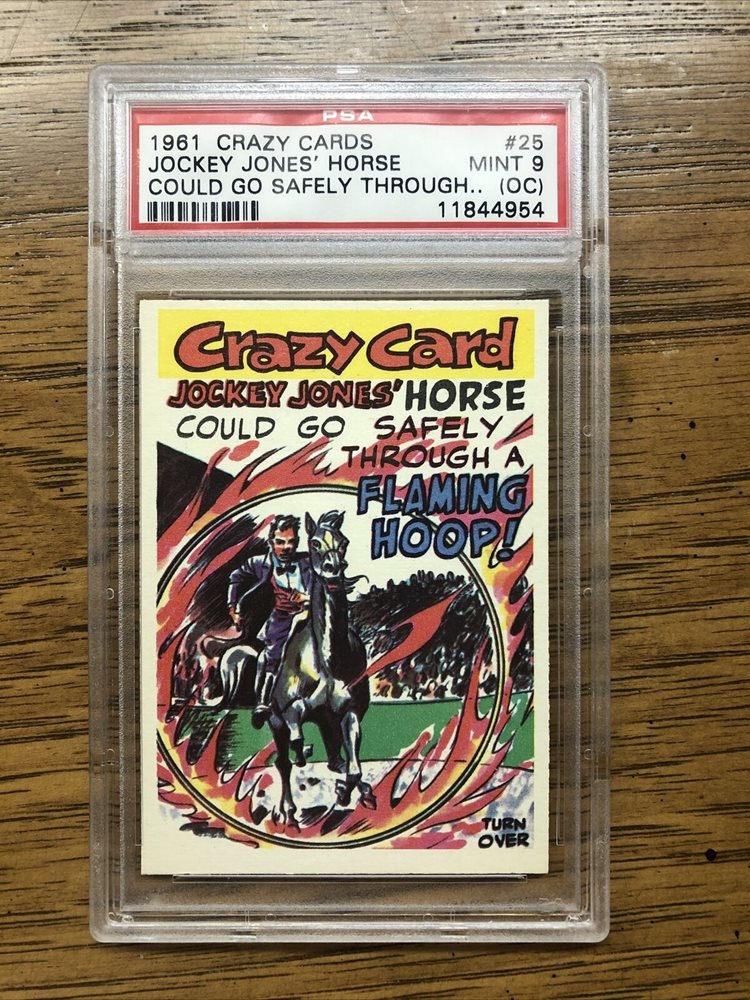 PSA
1961 CRAZY CARDS #25
JOCKEY JONES' HORSE MINT 9
COULD GO SAFELY THROUGH.. (OC)
11844954
Crazy Card
JOCKEY JONES' HORSE
COULD GO SAFELY
THROUGH A
FLAMING
HOOP!
TURN
OVER